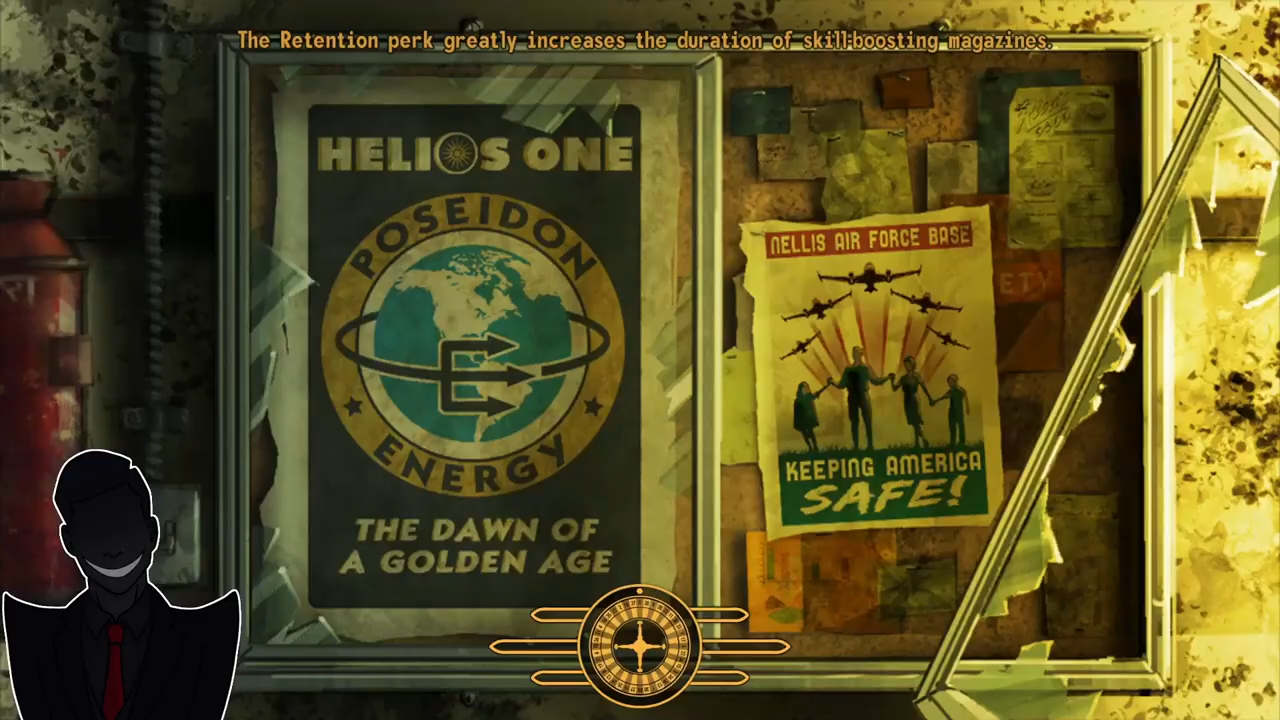 The Retention perk greatly increases the duration of skill-boosting magazines.
HELIOS ONE
POSEIDON
ENERGY
THE DAWN OF
A GOLDEN AGE
NELLIS AIR FORCE BASE
KEEPING AMERICA
SAFE!
ETY